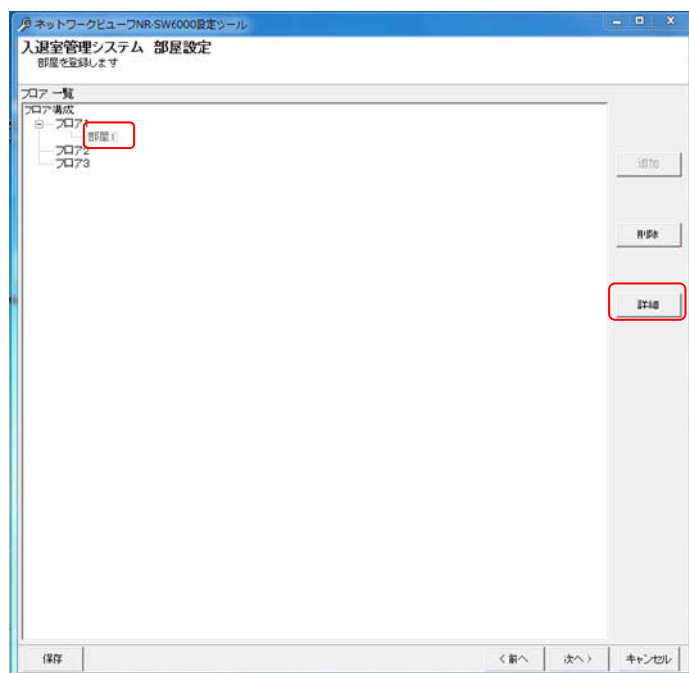 ネットワークビューワNR-SW6000設定ツール
入退室管理システム 部屋設定
部屋を登録します
フロア 一覧
フロア構成
フロア1
部屋1
フロア2
フロア3
追加
削除
詳細
保存
< 前へ
次へ >
キャンセル